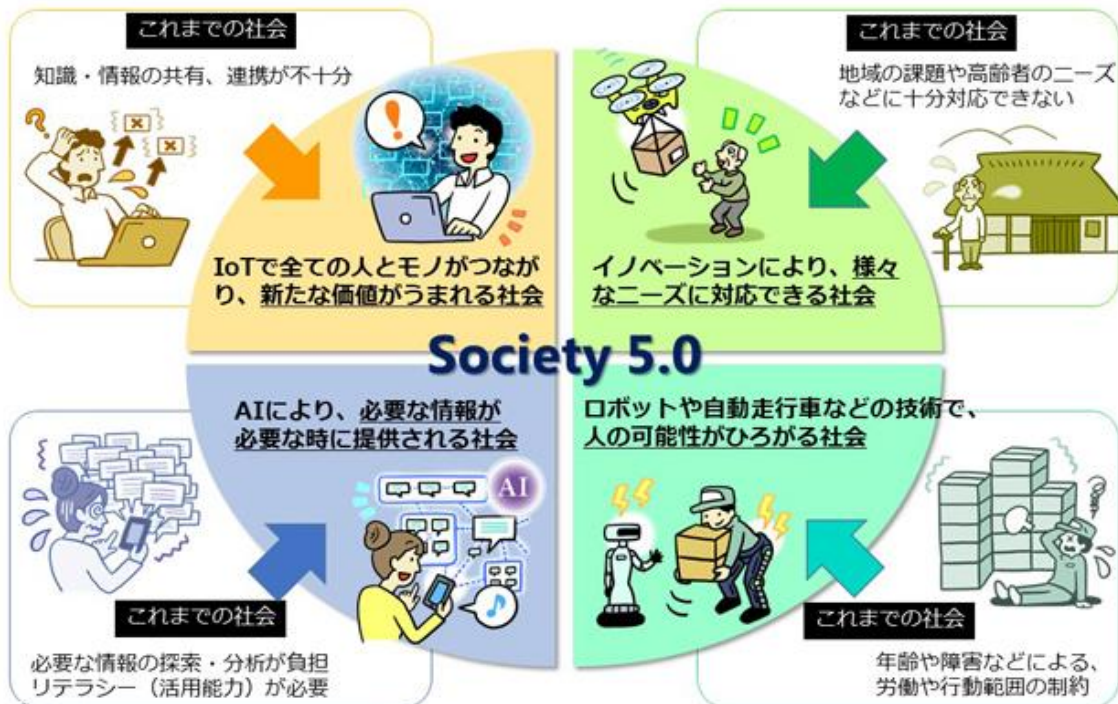 これまでの社会
知識・情報の共有、連携が不十分
IoTで全ての人とモノがつなが
り、新たな価値がうまれる社会
これまでの社会
地域の課題や高齢者のニーズ
などに十分対応できない
イノベーションにより、様々
なニーズに対応できる社会
Society 5.0
AIにより、必要な情報が
必要な時に提供される社会
AI
これまでの社会
必要な情報の探索・分析が負担
リテラシー（活用能力）が必要
ロボットや自動走行車などの技術で、
人の可能性がひろがる社会
これまでの社会
年齢や障害などによる、
労働や行動範囲の制約